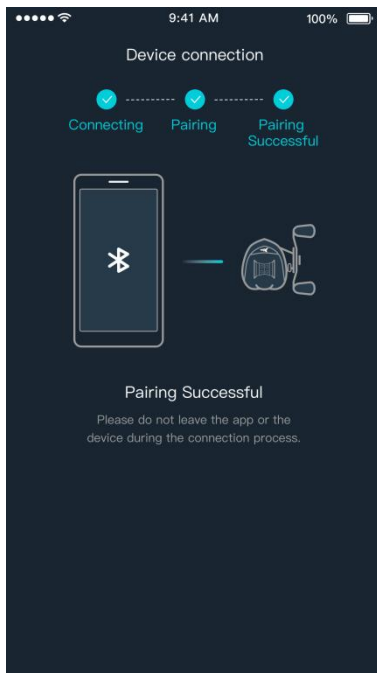 9:41 AM 100%
Device connection
Connecting Pairing Pairing
Successful
Pairing Successful
Please do not leave the app or the
device during the connection process.